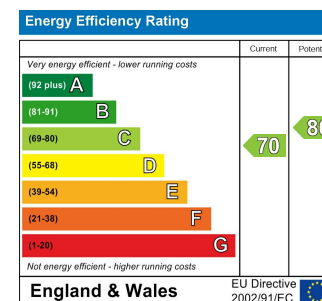 Energy Efficiency Rating
Current
Very energy efficient - lower running costs
(92 plus) A
(81-91) B
(69-80) C
70
(55-68) D
(39-54) E
(21-38) F
(1-20) G
Not energy efficient - higher running costs
England & Wales
EU Directive
2002/91/EC